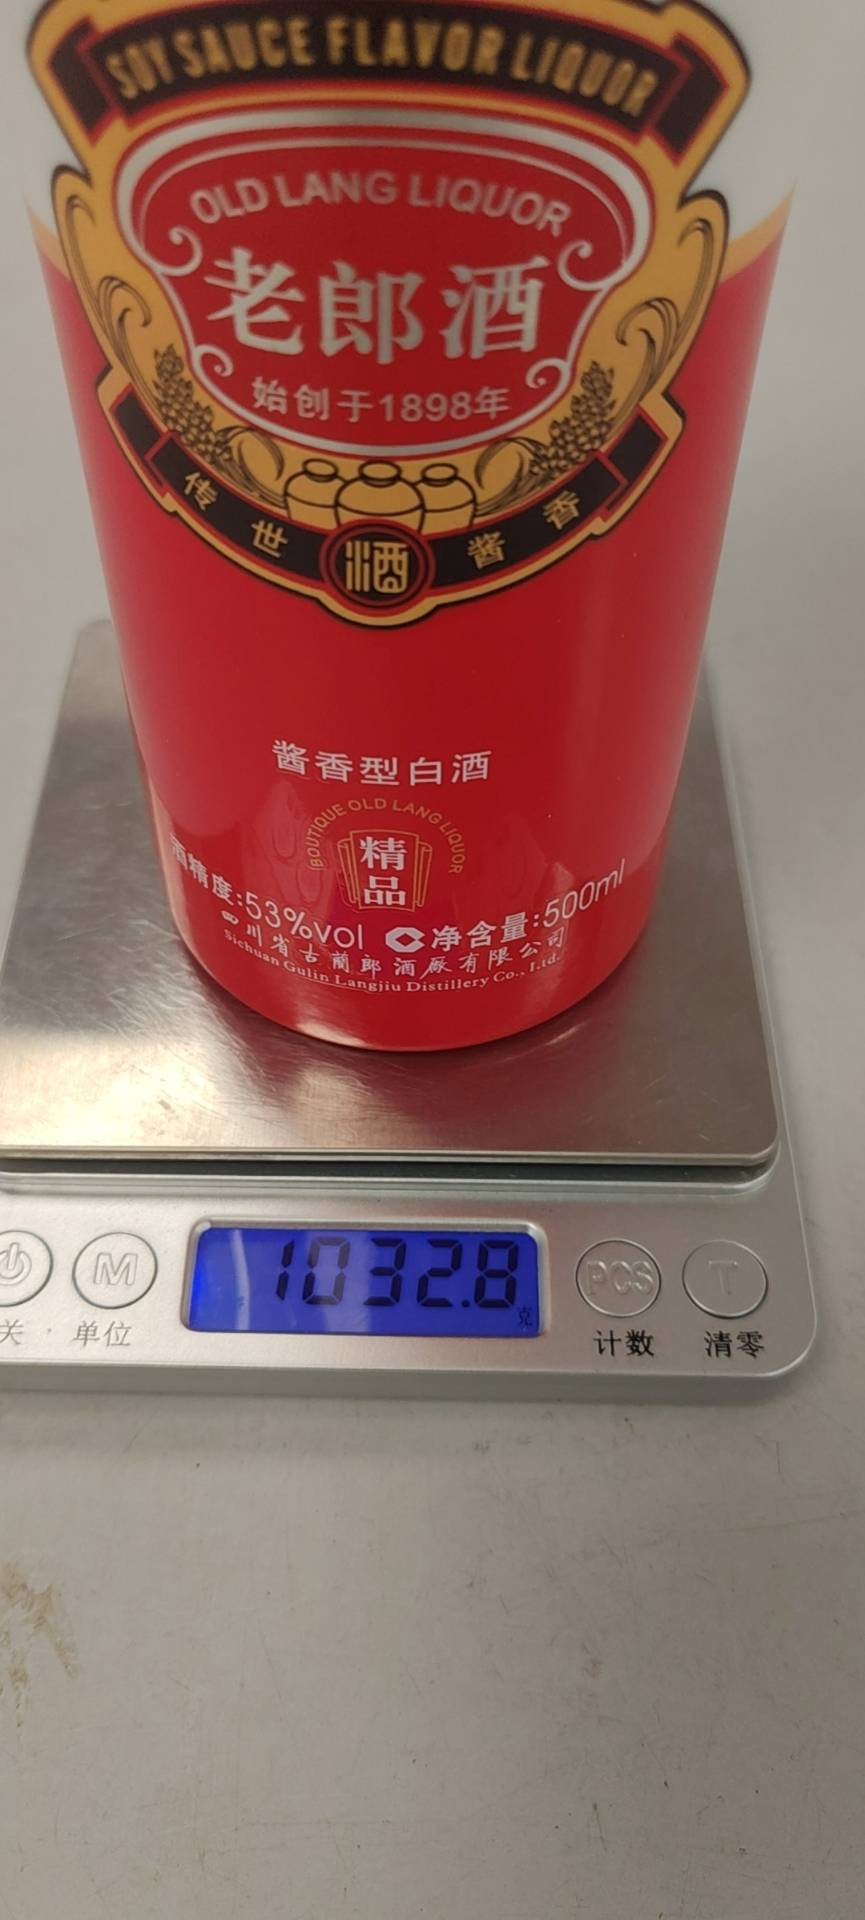 SOY SAUCE FLAVOR LIQUOR
OLD LANG LIQUOR
老郎酒
始创于1898年
传世 酒 酱香
酱香型白酒
BOUTIQUE OLD LANG LIQUOR
精品
酒精度:53%vol 净含量:500ml
四川省古蔺郎酒厂有限公司
Sichuan Gulin Langjiu Distillery Co., Ltd.
1032.8
克
M PCS T
关 单位 计数 清零